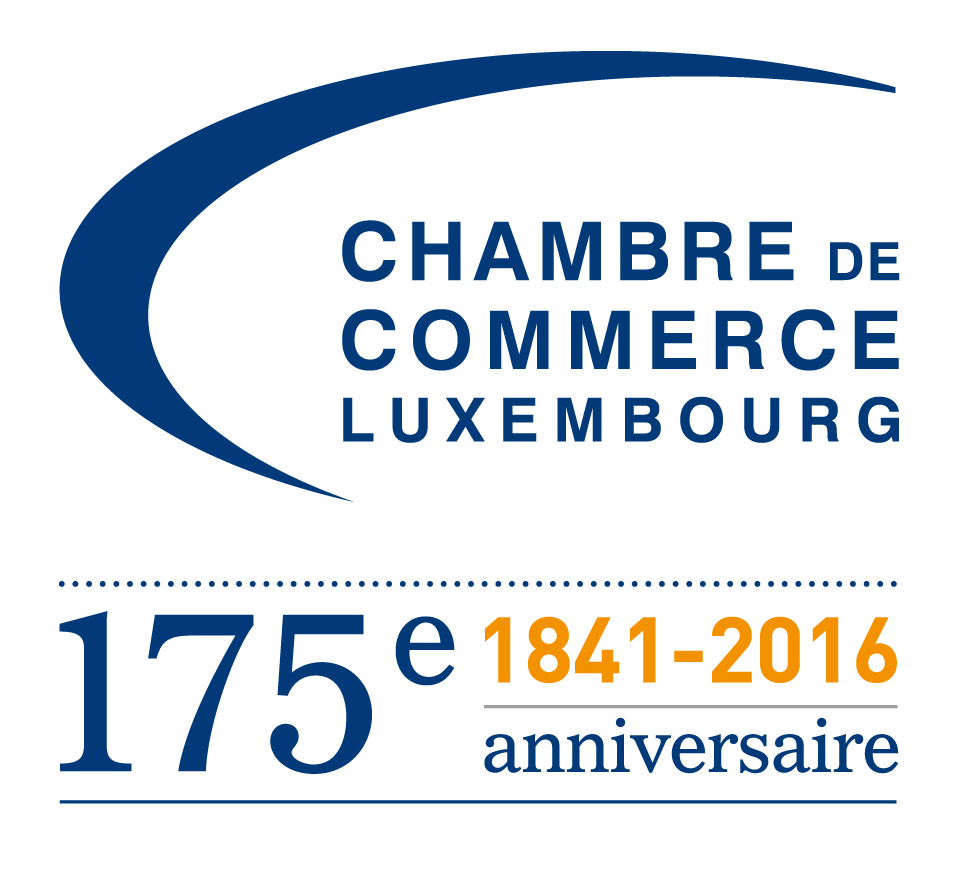 CHAMBRE DE
COMMERCE
LUXEMBOURG
175e 1841-2016
anniversaire